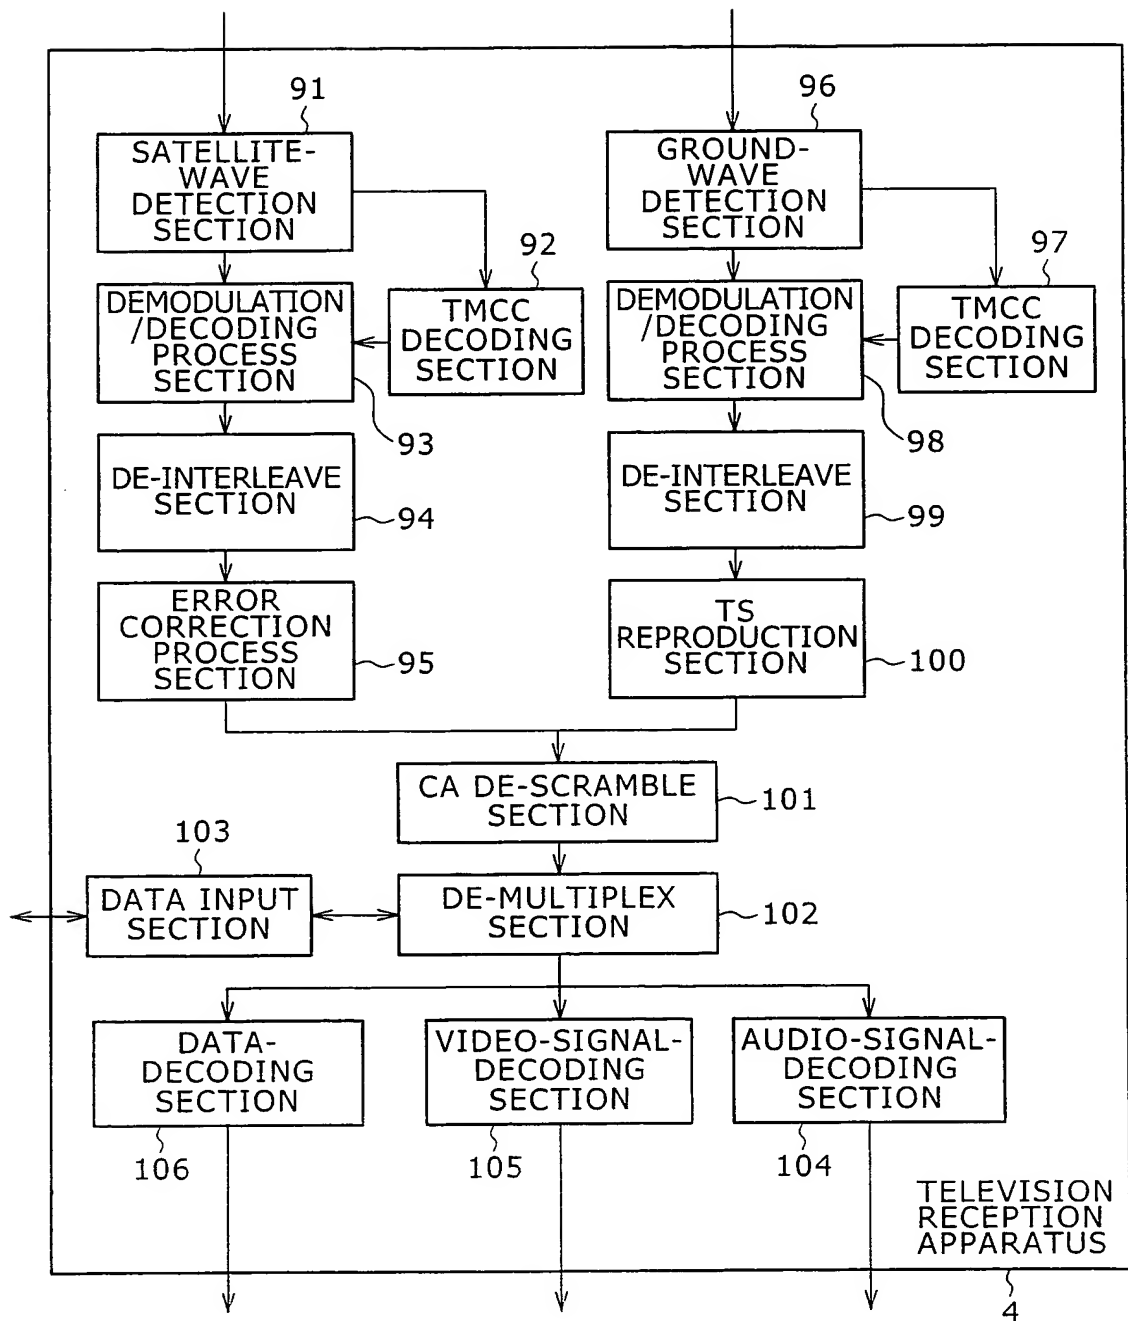 91
SATELLITE-
WAVE
DETECTION
SECTION
96
GROUND-
WAVE
DETECTION
SECTION
92
TMCC
DECODING
SECTION
97
TMCC
DECODING
SECTION
DEMODULATION
/DECODING
PROCESS
SECTION
93
DEMODULATION
/DECODING
PROCESS
SECTION
98
DE-INTERLEAVE
SECTION
94
DE-INTERLEAVE
SECTION
99
ERROR
CORRECTION
PROCESS
SECTION
95
TS
REPRODUCTION
SECTION
100
CA DE-SCRAMBLE
SECTION
101
103
DATA INPUT
SECTION
DE-MULTIPLEX
SECTION
102
DATA-
DECODING
SECTION
106
VIDEO-SIGNAL-
DECODING
SECTION
105
AUDIO-SIGNAL-
DECODING
SECTION
104
TELEVISION
RECEPTION
APPARATUS
4